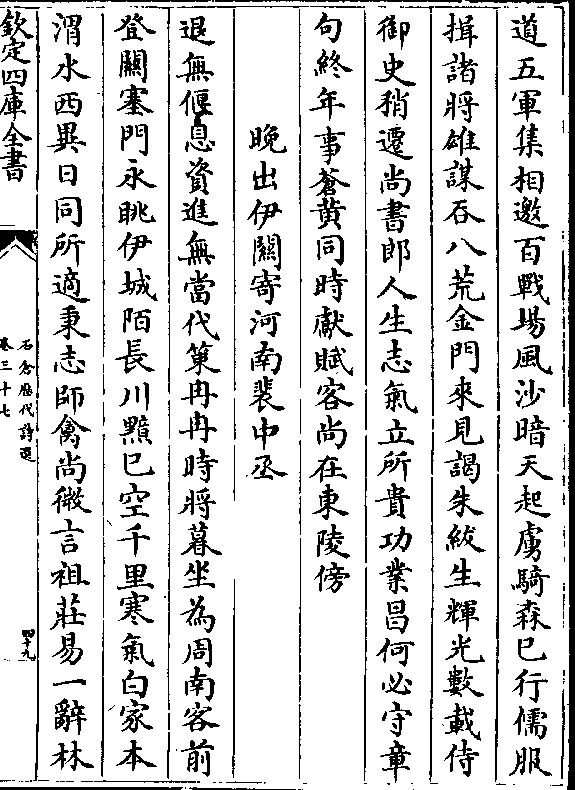 道五軍集相邀百戰場風沙暗天起虜騎森已行儒服
揖諸將雄謀吞八荒金門來見謁朱紱生輝光數載侍
御史稍遷尚書郎人生志氣立所貴功業昌何必守章
句終年事蒼黄同時獻賦客尚在東陵傍
晚出伊闕寄河南裴中丞
退無偃息資進無當代策冉冉時將暮坐為周南客前
登闕塞門永眺伊城陌長川黯已空千里寒氣白家本
渭水西異日同所適秉志師禽尚微言祖莊易一辭林
欽定四庫全書
石倉歷代詩選
卷三十七
四十九